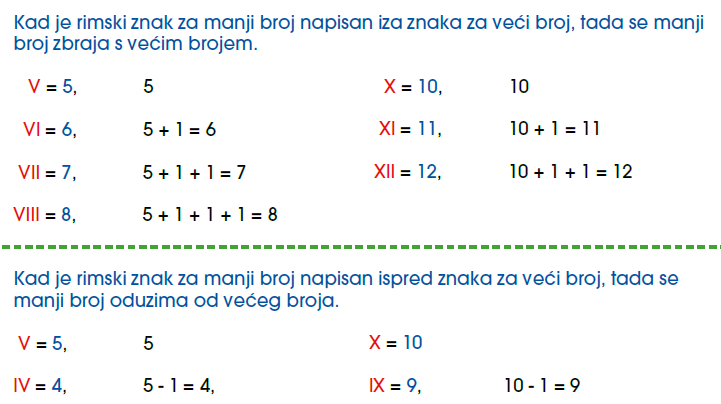 Kad je rimski znak za manji broj napisan iza znaka za veći broj, tada se manji
broj zbraja s većim brojem.
V = 5, 5 X = 10, 10
VI = 6, 5 + 1 = 6 XI = 11, 10 + 1 = 11
VII = 7, 5 + 1 + 1 = 7 XII = 12, 10 + 1 + 1 = 12
VIII = 8, 5 + 1 + 1 + 1 = 8
Kad je rimski znak za manji broj napisan ispred znaka za veći broj, tada se
manji broj oduzima od većeg broja.
V = 5, 5 X = 10
IV = 4, 5 - 1 = 4, IX = 9, 10 - 1 = 9